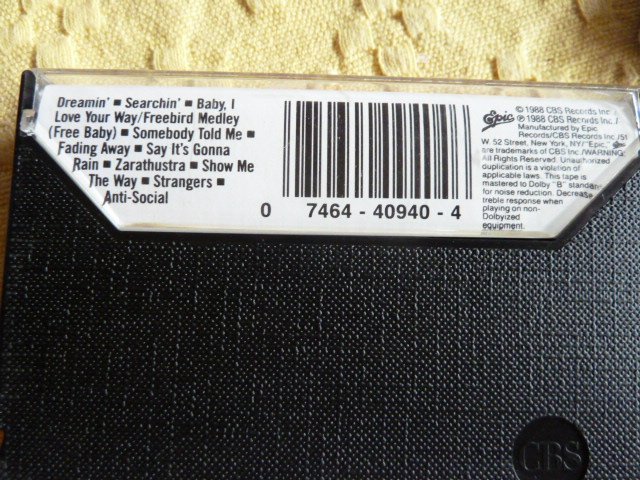 Dreamin' ■ Searchin' ■ Baby, I
Love Your Way/Freebird Medley
(Free Baby) ■ Somebody Told Me ■
Fading Away ■ Say It's Gonna
Rain ■ Zarathustra ■ Show Me
The Way ■ Strangers ■
Anti-Social
0 7464 - 40940 - 4
Epic
© 1988 CBS Records Inc. /
℗ 1988 CBS Records Inc. /
Manufactured by Epic
Records/CBS Records Inc./51
W. 52 Street, New York, NY/"Epic,"
are trademarks of CBS Inc./WARNING:
All Rights Reserved. Unauthorized
duplication is a violation of
applicable laws. This tape is
mastered to Dolby "B" standard
for noise reduction. Decrease
treble response when
playing on non-
Dolbyized
equipment.
CBS